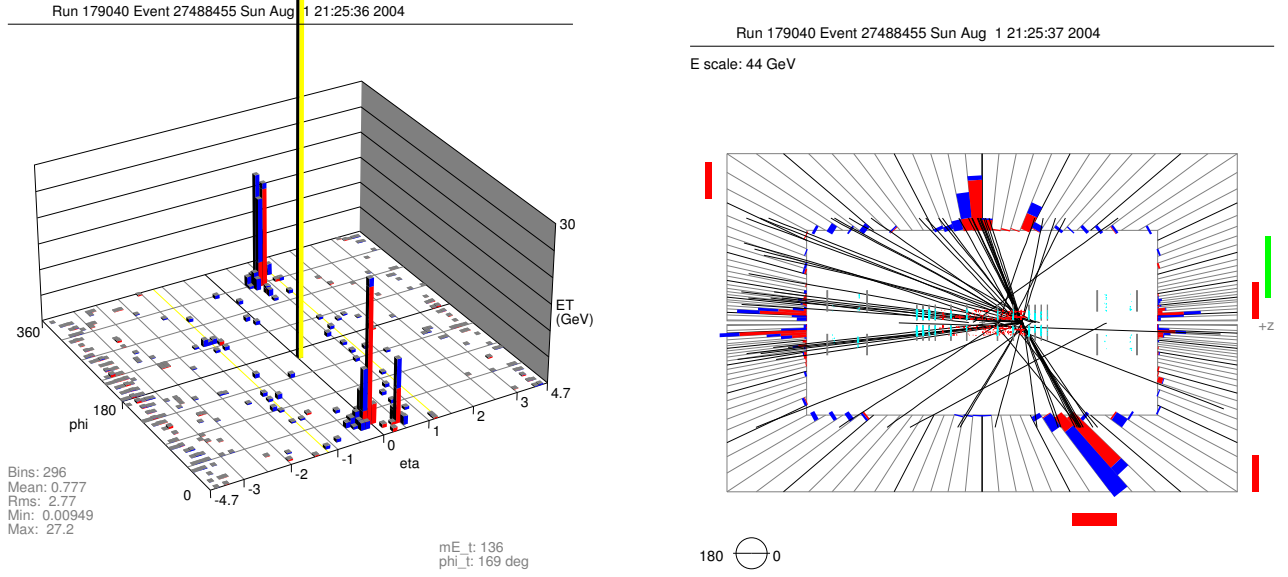 Run 179040 Event 27488455 Sun Aug 1 21:25:36 2004
30
ET
(GeV)
360
180
phi
0
-4.7
-3
-2
-1
0
1
2
3
4.7
eta
Bins: 296
Mean: 0.777
Rms: 2.77
Min: 0.00949
Max: 27.2
mE_t: 136
phi_t: 169 deg
Run 179040 Event 27488455 Sun Aug 1 21:25:37 2004
E scale: 44 GeV
+z
180
0